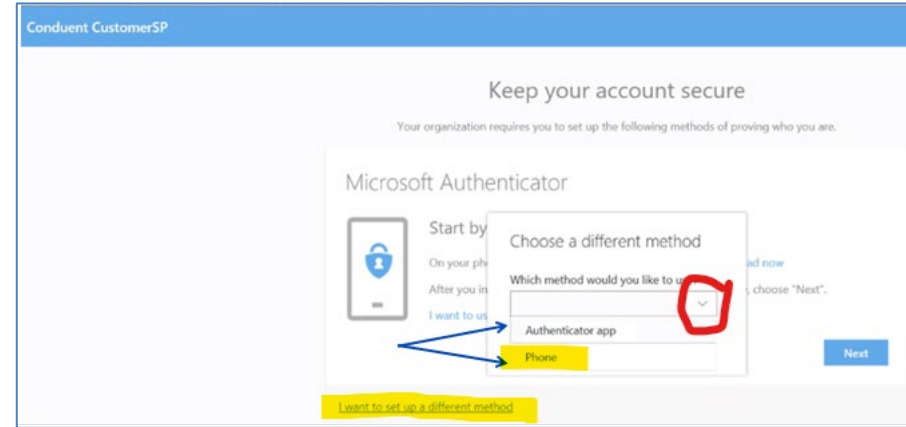 Conduent CustomerSP
Keep your account secure
Your organization requires you to set up the following methods of proving who you are.
Microsoft Authenticator
Start by
On your ph
ad now
After you in
, choose "Next".
I want to us
Choose a different method
Which method would you like to u
Authenticator app
Phone
Next
I want to set up a different method